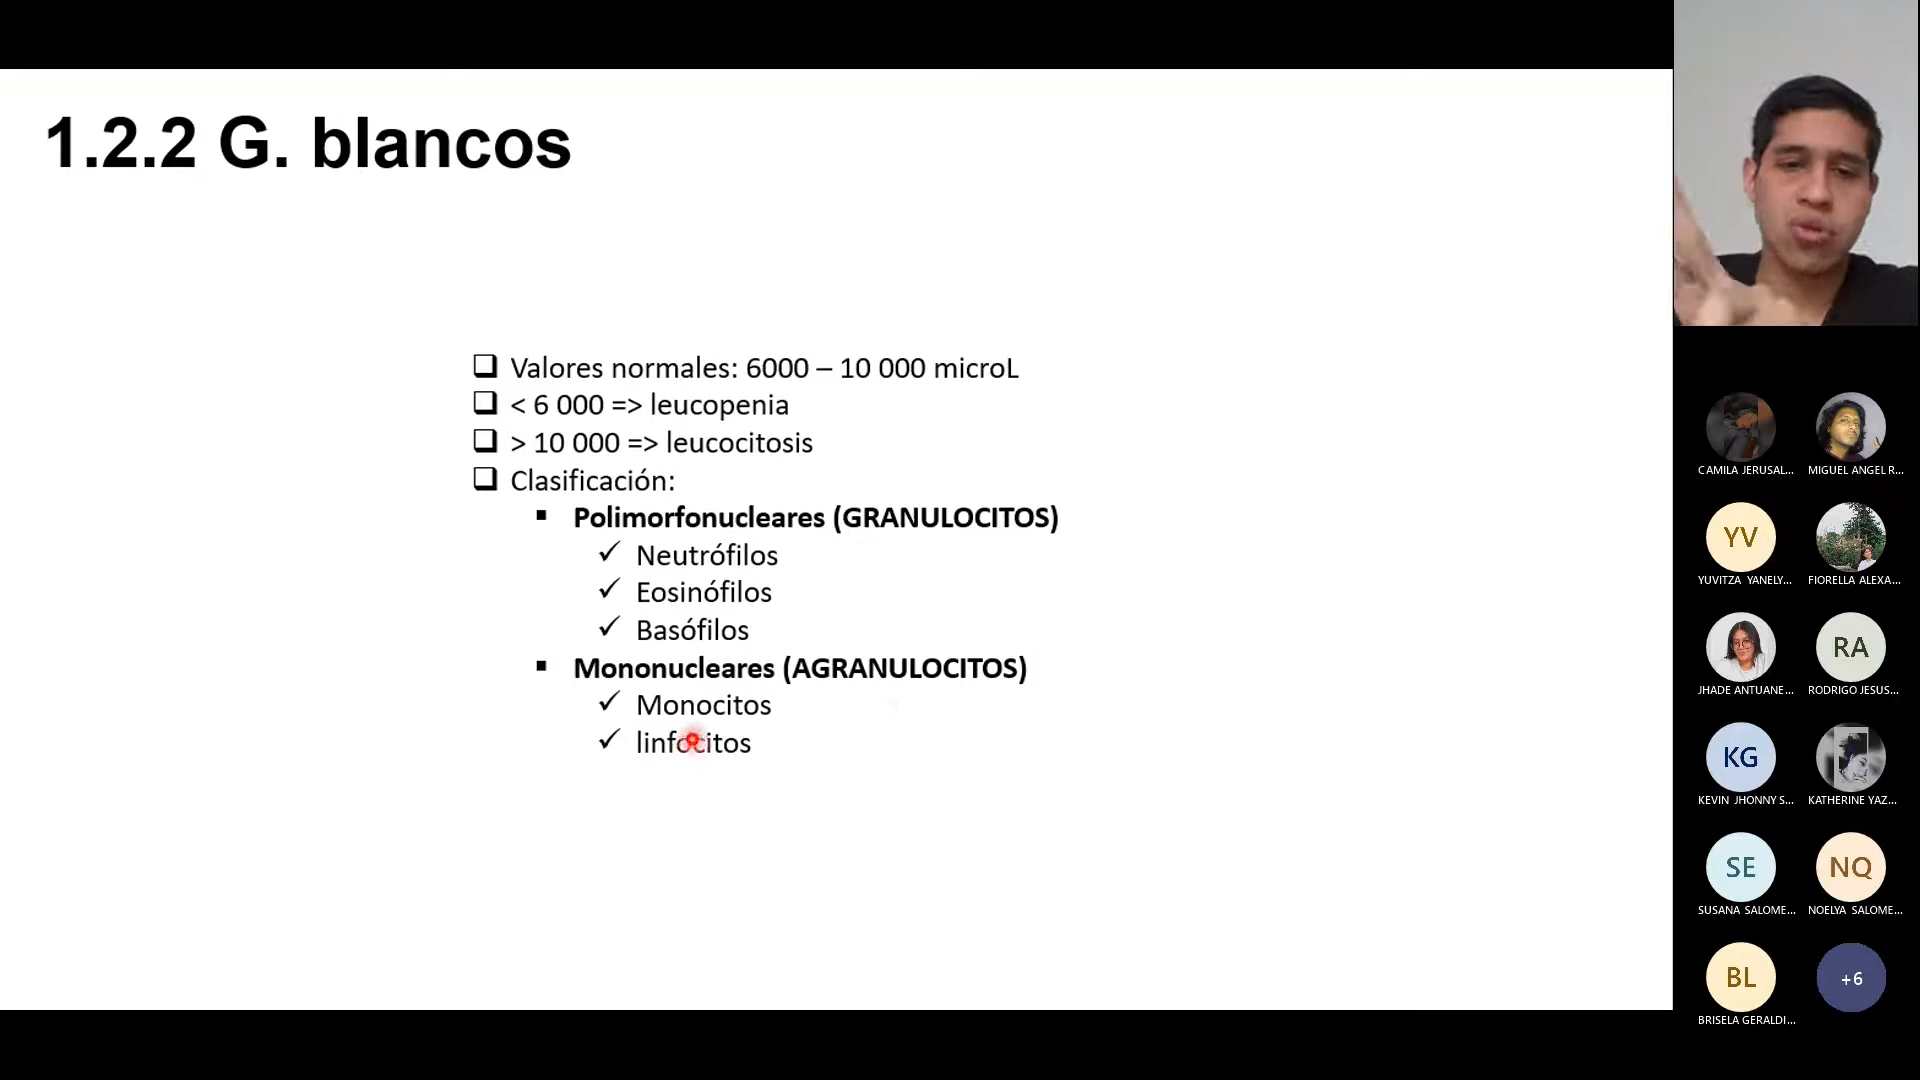 1.2.2 G. blancos
Valores normales: 6000 – 10 000 microL
< 6 000 => leucopenia
> 10 000 => leucocitosis
Clasificación:
Polimorfonucleares (GRANULOCITOS)
Neutrófilos
Eosinófilos
Basófilos
Mononucleares (AGRANULOCITOS)
Monocitos
linfocitos
CAMILA JERUSAL...
MIGUEL ANGEL R...
YV
YUVITZA YANELY...
FIORELLA ALEXA...
JHADE ANTUANE...
RA
RODRIGO JESUS...
KG
KEVIN JHONNY S...
KATHERINE YAZ...
SE
SUSANA SALOME...
NQ
NOELYA SALOME...
BL
BRISELA GERALDI...
+6